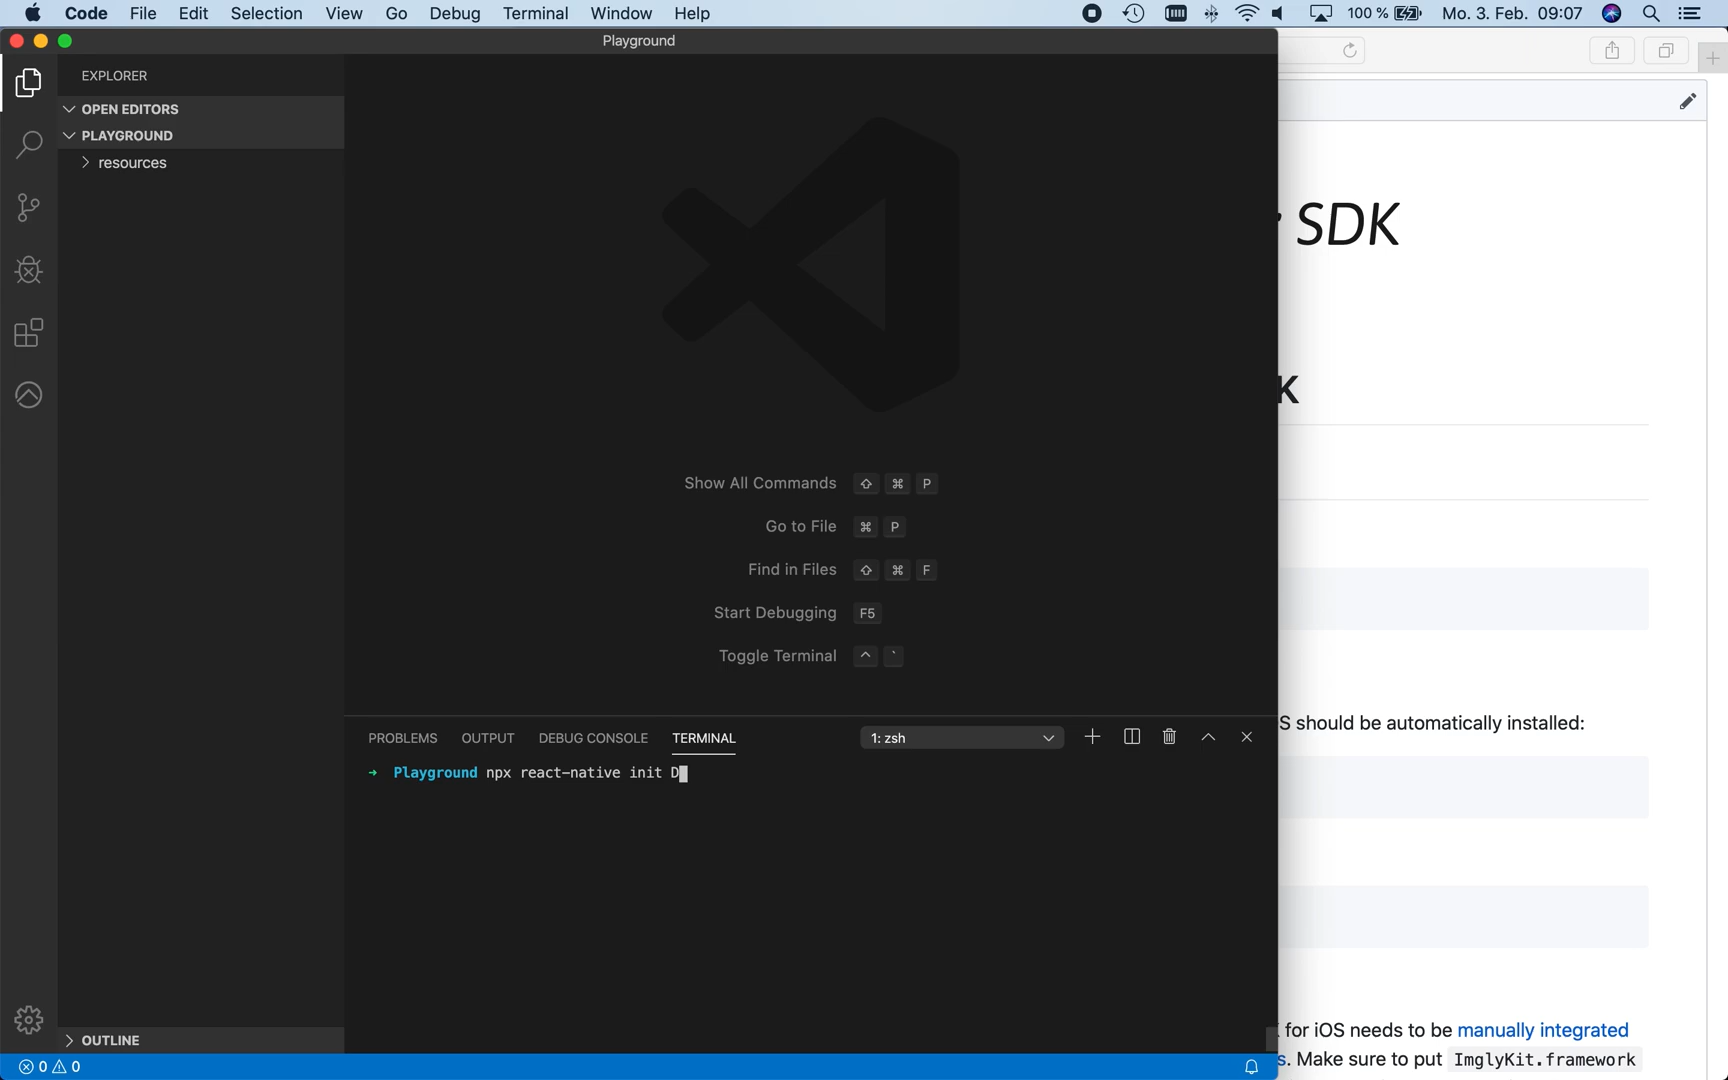 Code File Edit Selection View Go Debug Terminal Window Help 100 % Mo. 3. Feb. 09:07
Playground
EXPLORER
OPEN EDITORS
PLAYGROUND
resources
Show All Commands ⇧ ⌘ P
Go to File ⌘ P
Find in Files ⇧ ⌘ F
Start Debugging F5
Toggle Terminal ^ `
PROBLEMS OUTPUT DEBUG CONSOLE TERMINAL 1: zsh
→ Playground npx react-native init D
OUTLINE
0 0
SDK
K
S should be automatically installed:
for iOS needs to be manually integrated
s. Make sure to put ImglyKit.framework